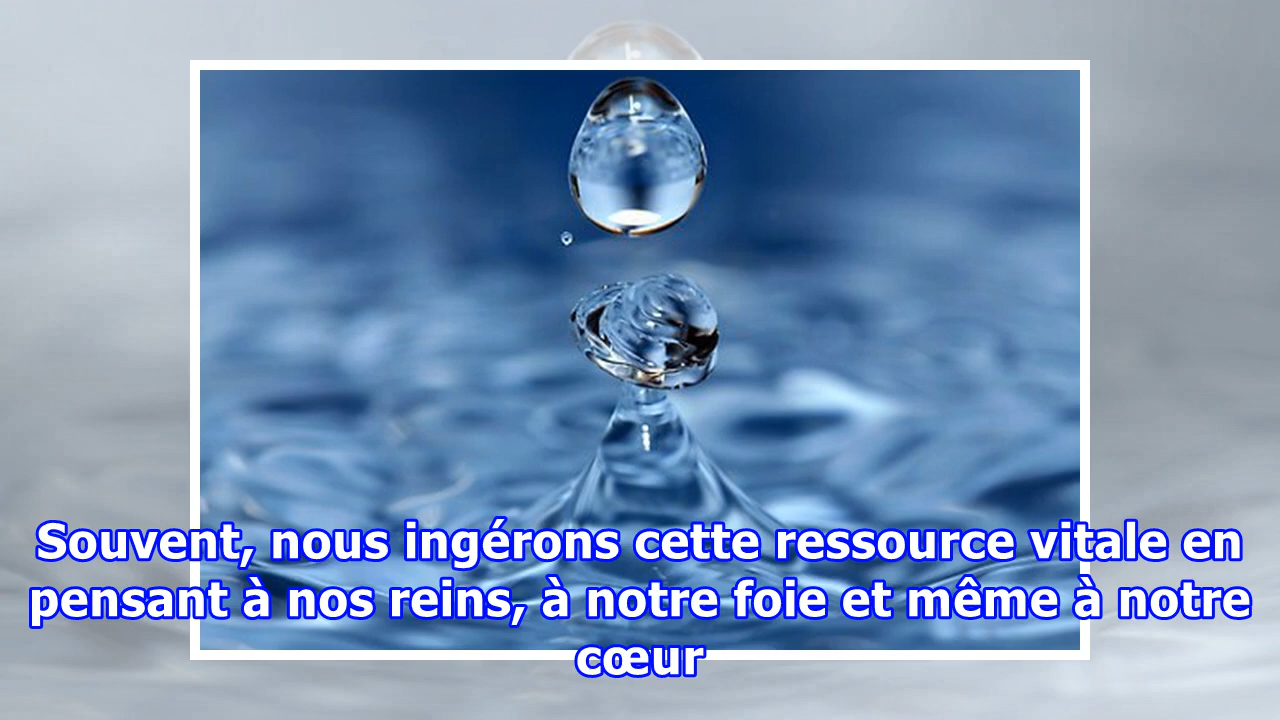 Souvent, nous ingérons cette ressource vitale en
pensant à nos reins, à notre foie et même à notre
cœur